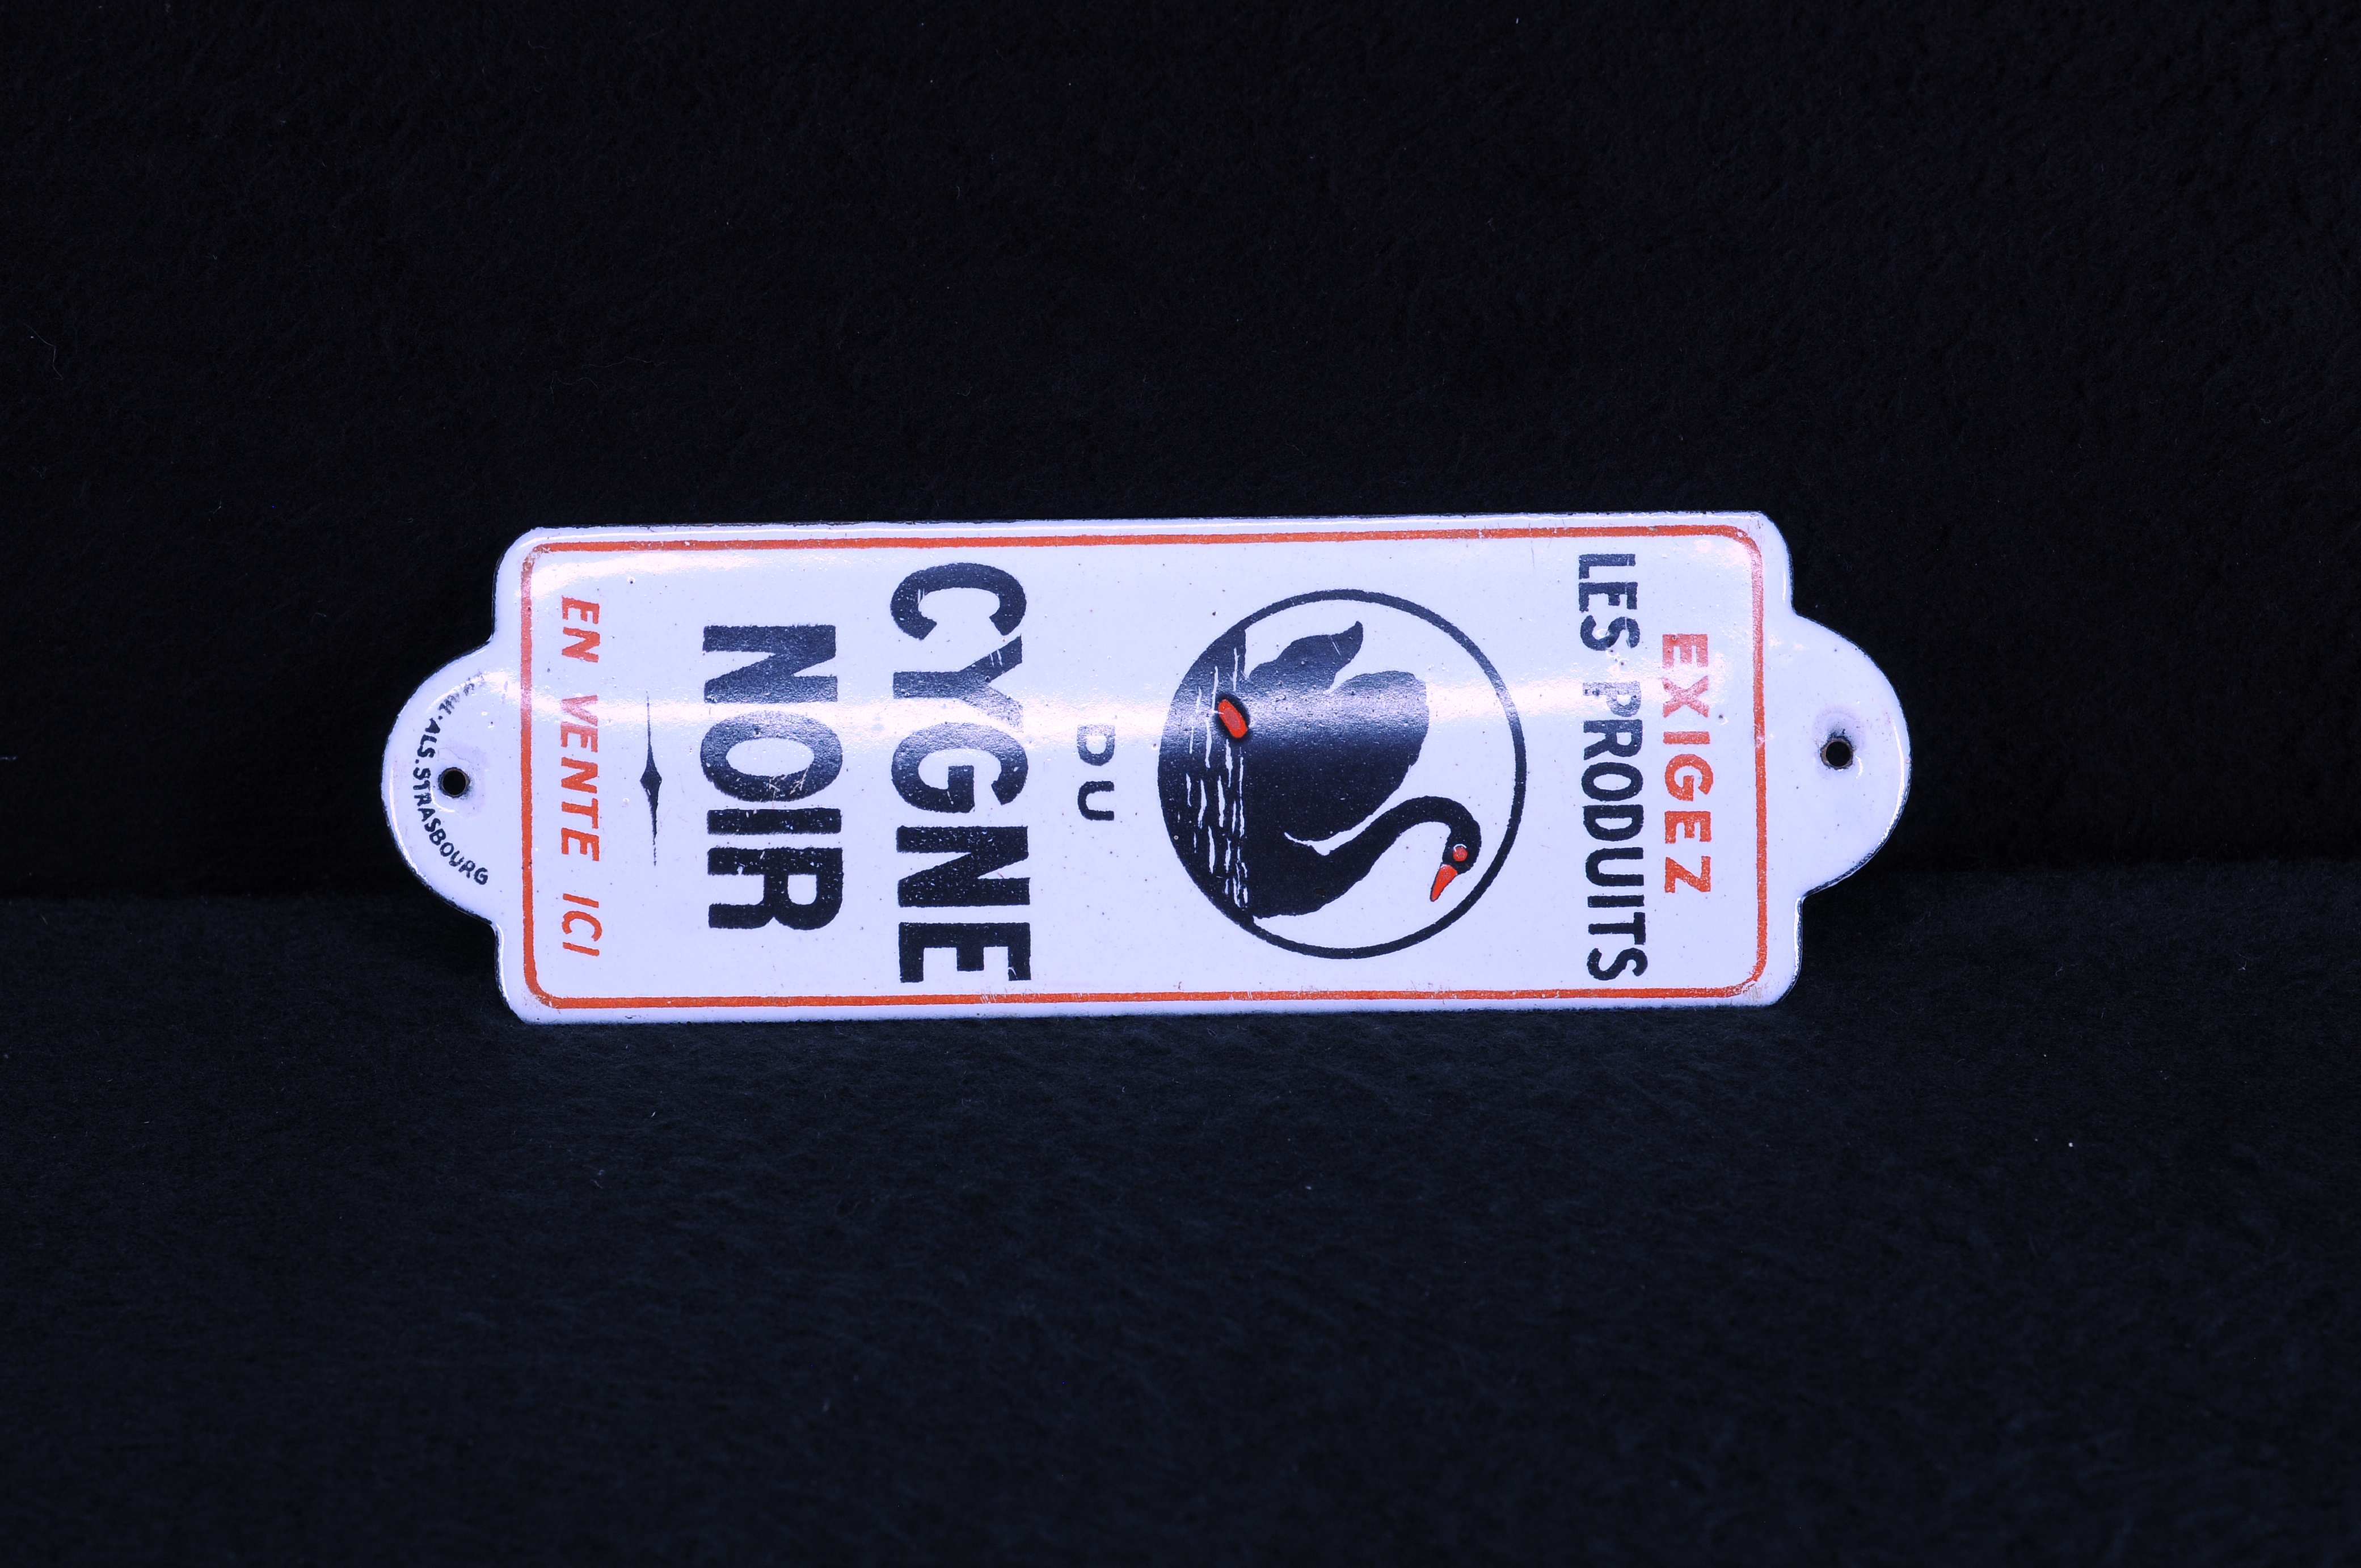 EXIGEZ
LES PRODUITS
DU
CYGNE
NOIR
EN VENTE ICI
ALS. STRASBOURG